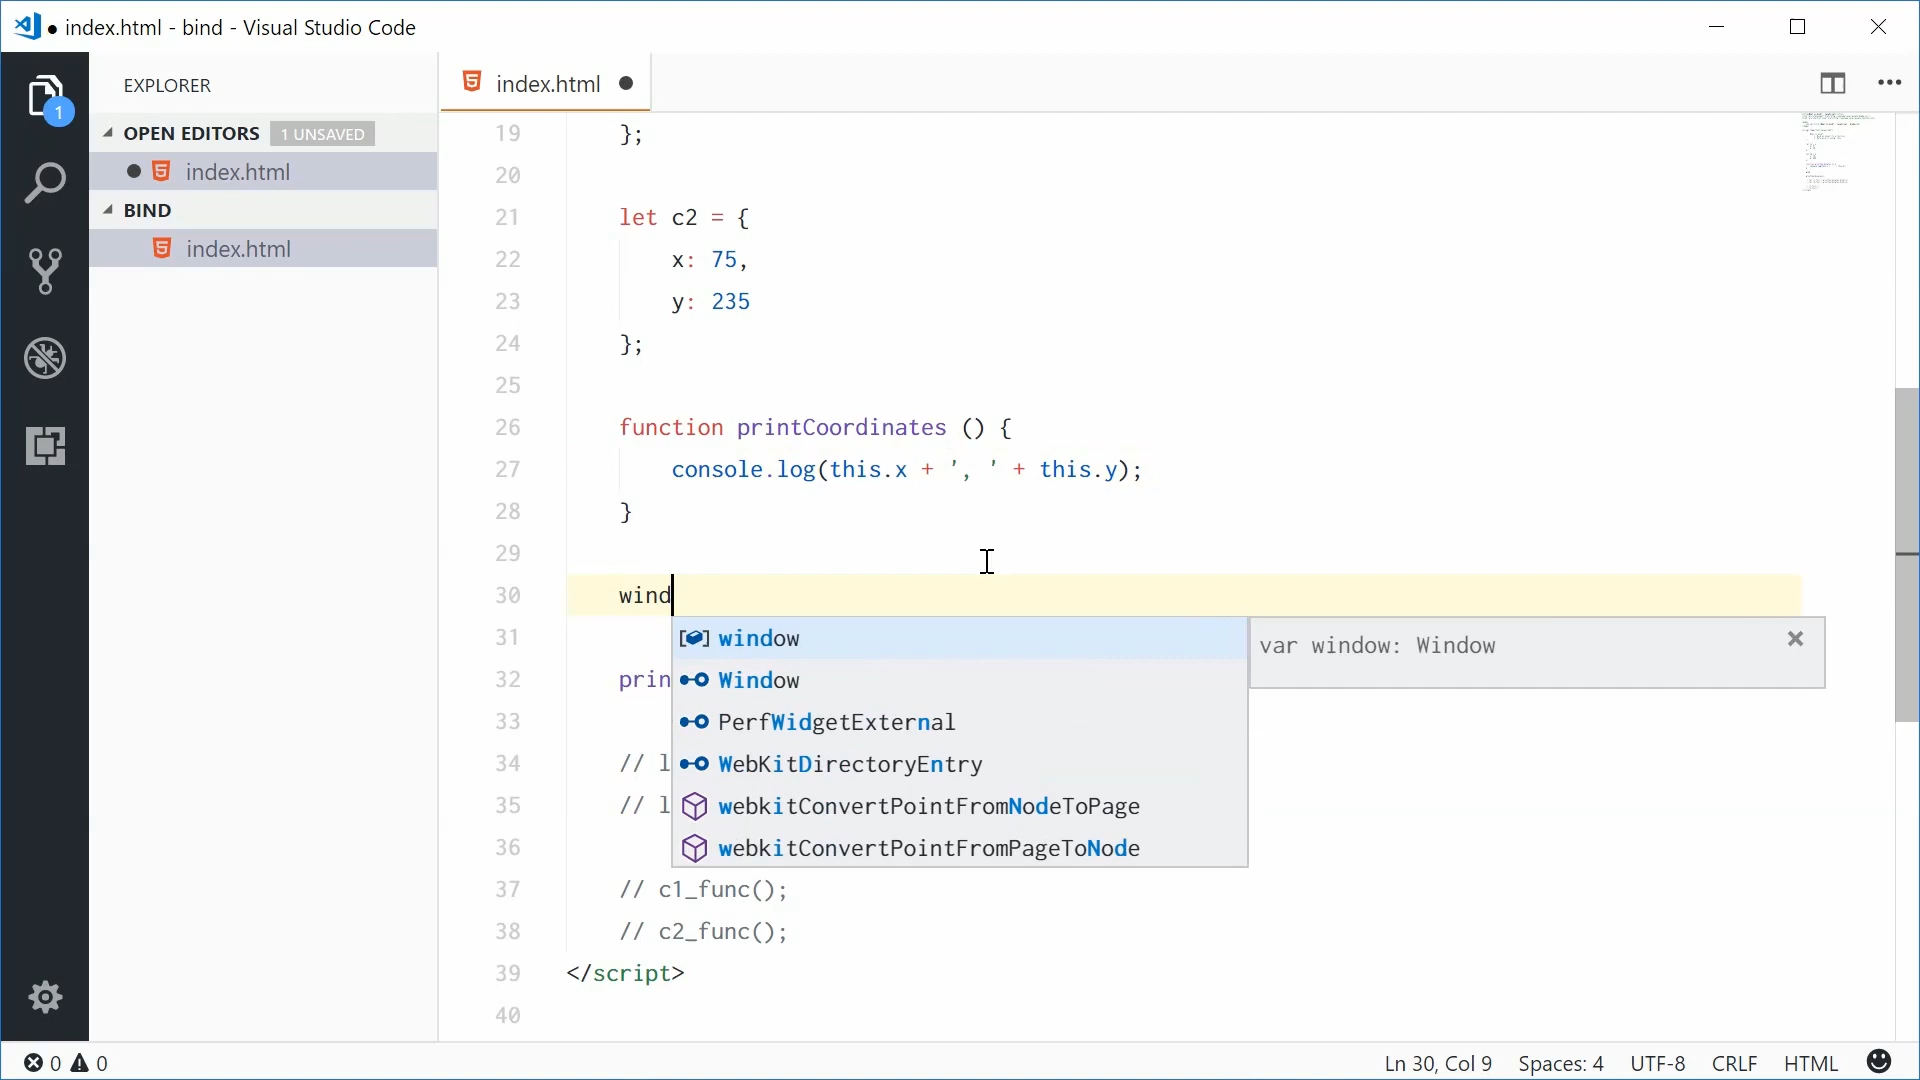 index.html - bind - Visual Studio Code
EXPLORER
OPEN EDITORS 1 UNSAVED
index.html
BIND
index.html
1
index.html
19 };
20
21 let c2 = {
22 x: 75,
23 y: 235
24 };
25
26 function printCoordinates () {
27 console.log(this.x + ', ' + this.y);
28 }
29
30 wind
31
32 prin
33
34 // l
35 // l
36
37 // c1_func();
38 // c2_func();
39 </script>
40
window
Window
PerfWidgetExternal
WebKitDirectoryEntry
webkitConvertPointFromNodeToPage
webkitConvertPointFromPageToNode
var window: Window
0 0
Ln 30, Col 9 Spaces: 4 UTF-8 CRLF HTML